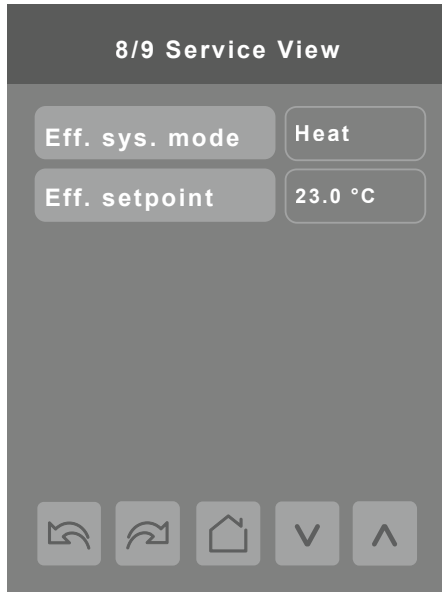 8/9 Service View
Eff. sys. mode Heat
Eff. setpoint 23.0 °C